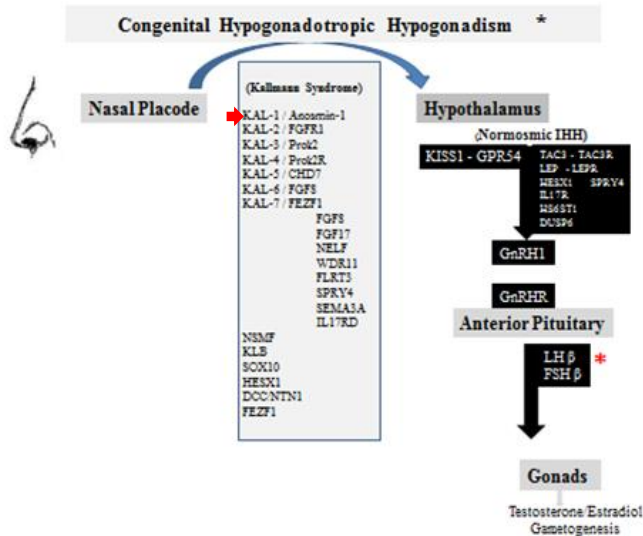 Congenital Hypogonadotropic Hypogonadism *
Nasal Placode
(Kallmann Syndrome)
KAL-1 / Anosmin-1
KAL-2 / FGFR1
KAL-3 / Prok2
KAL-4 / Prok2R
KAL-5 / CHD7
KAL-6 / FGF8
KAL-7 / FEZF1
FGF8
FGF17
NELF
WDR11
FLRT3
SPRY4
SEMA3A
IL17RD
NSMF
KLB
SOX10
HESX1
DCC/NTN1
FEZF1
Hypothalamus
(Normosmic IHH)
KISS1 - GPR54
TAC3 - TAC3R
LEP - LEPR
HESX1 SPRY4
IL17R
HS6ST1
DUSP6
GnRH1
GnRHR
Anterior Pituitary
LH β *
FSH β
Gonads
Testosterone/Estradiol
Gametogenesis